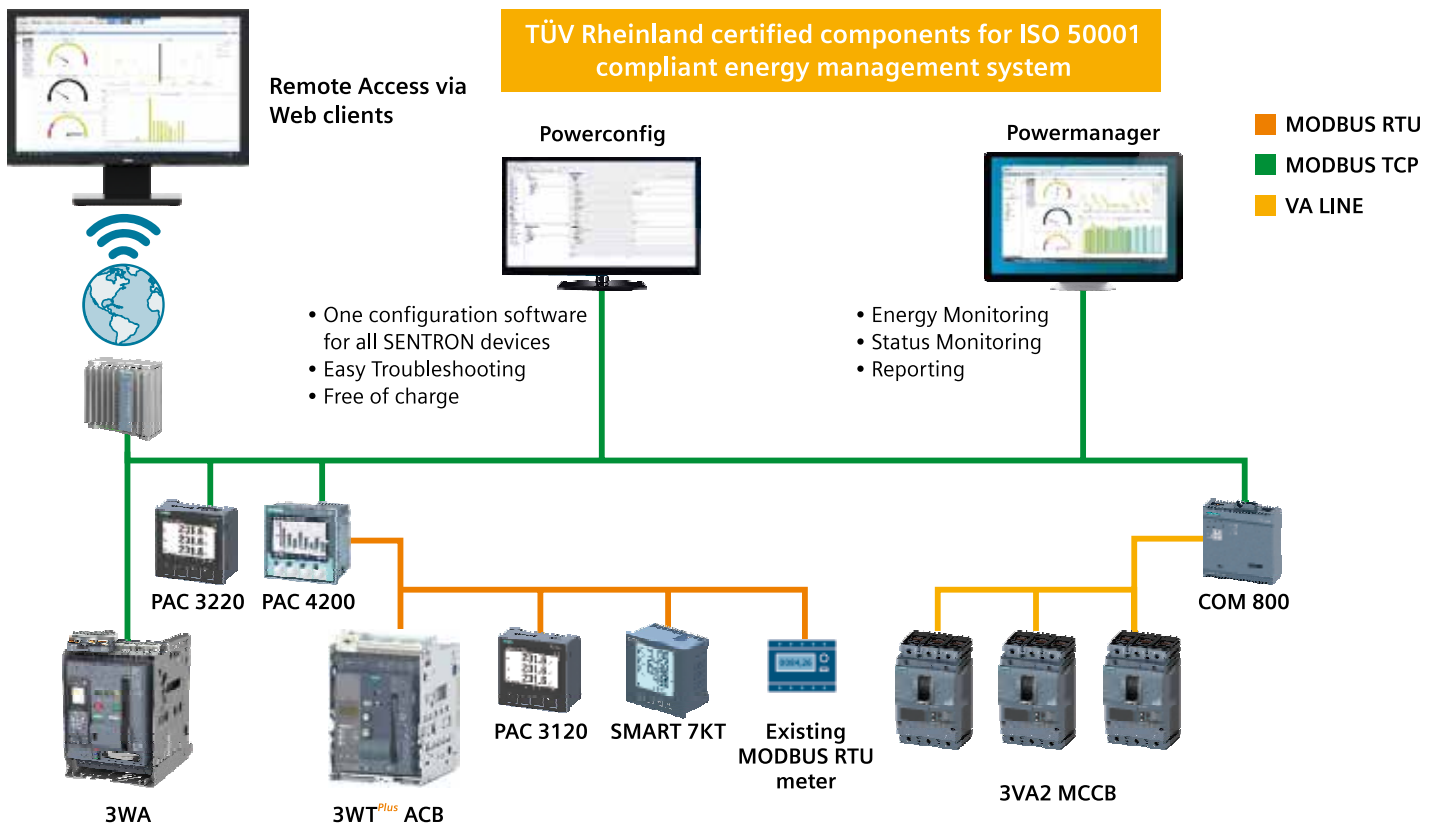 TÜV Rheinland certified components for ISO 50001
compliant energy management system
Remote Access via
Web clients
Powerconfig
Powermanager
MODBUS RTU
MODBUS TCP
VA LINE
• One configuration software
for all SENTRON devices
• Easy Troubleshooting
• Free of charge
• Energy Monitoring
• Status Monitoring
• Reporting
PAC 3220
PAC 4200
COM 800
PAC 3120
SMART 7KT
Existing
MODBUS RTU
meter
3WA
3WTPlus ACB
3VA2 MCCB